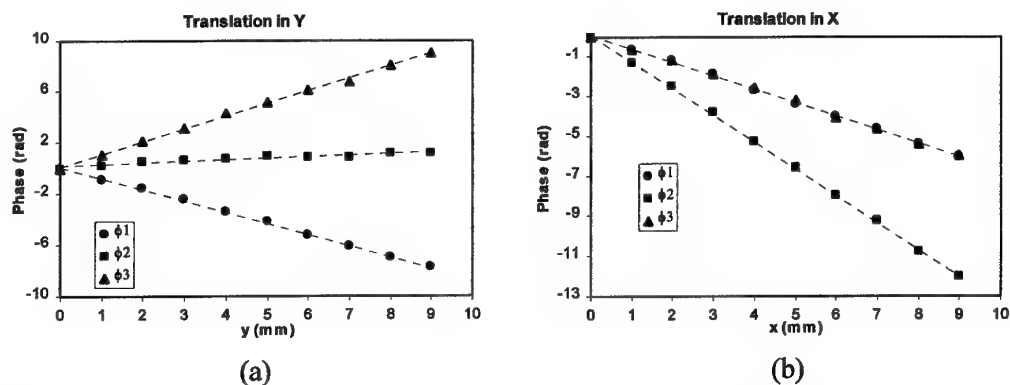 Translation in Y
10
6
2
-2
-6
-10
Phase (rad)
ϕ1
ϕ2
ϕ3
0 1 2 3 4 5 6 7 8 9 10
y (mm)
(a)
Translation in X
-1
-3
-5
-7
-9
-11
-13
Phase (rad)
ϕ1
ϕ2
ϕ3
0 1 2 3 4 5 6 7 8 9 10
x (mm)
(b)